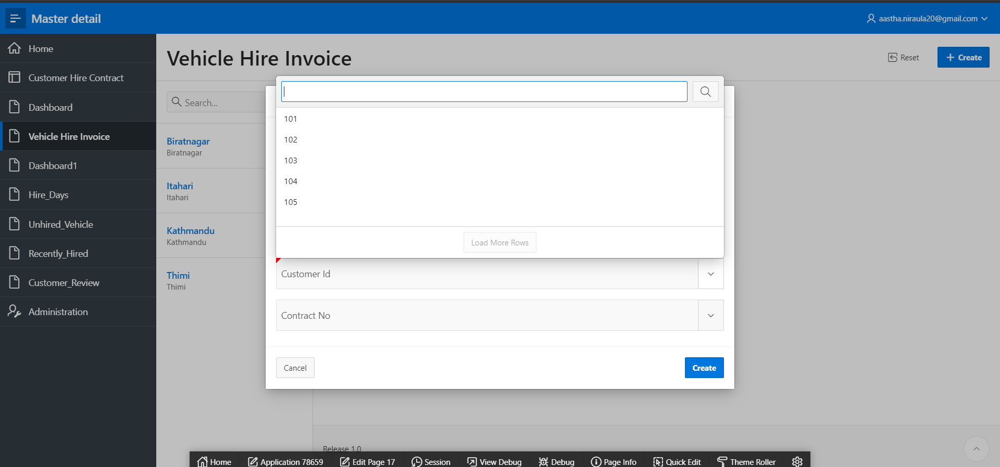 Master detail
aastha.niraula20@gmail.com
Home
Customer Hire Contract
Dashboard
Vehicle Hire Invoice
Dashboard1
Hire_Days
Unhired_Vehicle
Recently_Hired
Customer_Review
Administration
Vehicle Hire Invoice
Reset
Create
Search...
Biratnagar
Biratnagar
Itahari
Itahari
Kathmandu
Kathmandu
Thimi
Thimi
101
102
103
104
105
Load More Rows
Customer Id
Contract No
Cancel
Create
Release 1.0
Home
Application 78659
Edit Page 17
Session
View Debug
Debug
Page Info
Quick Edit
Theme Roller